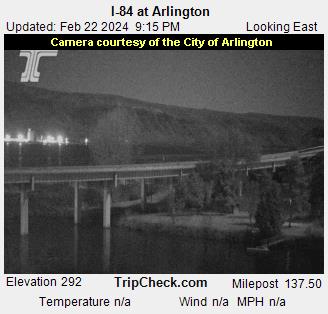 I-84 at Arlington
Updated: Feb 22 2024 9:15 PM Looking East
Camera courtesy of the City of Arlington
Elevation 292 TripCheck.com Milepost 137.50
Temperature n/a Wind n/a MPH n/a